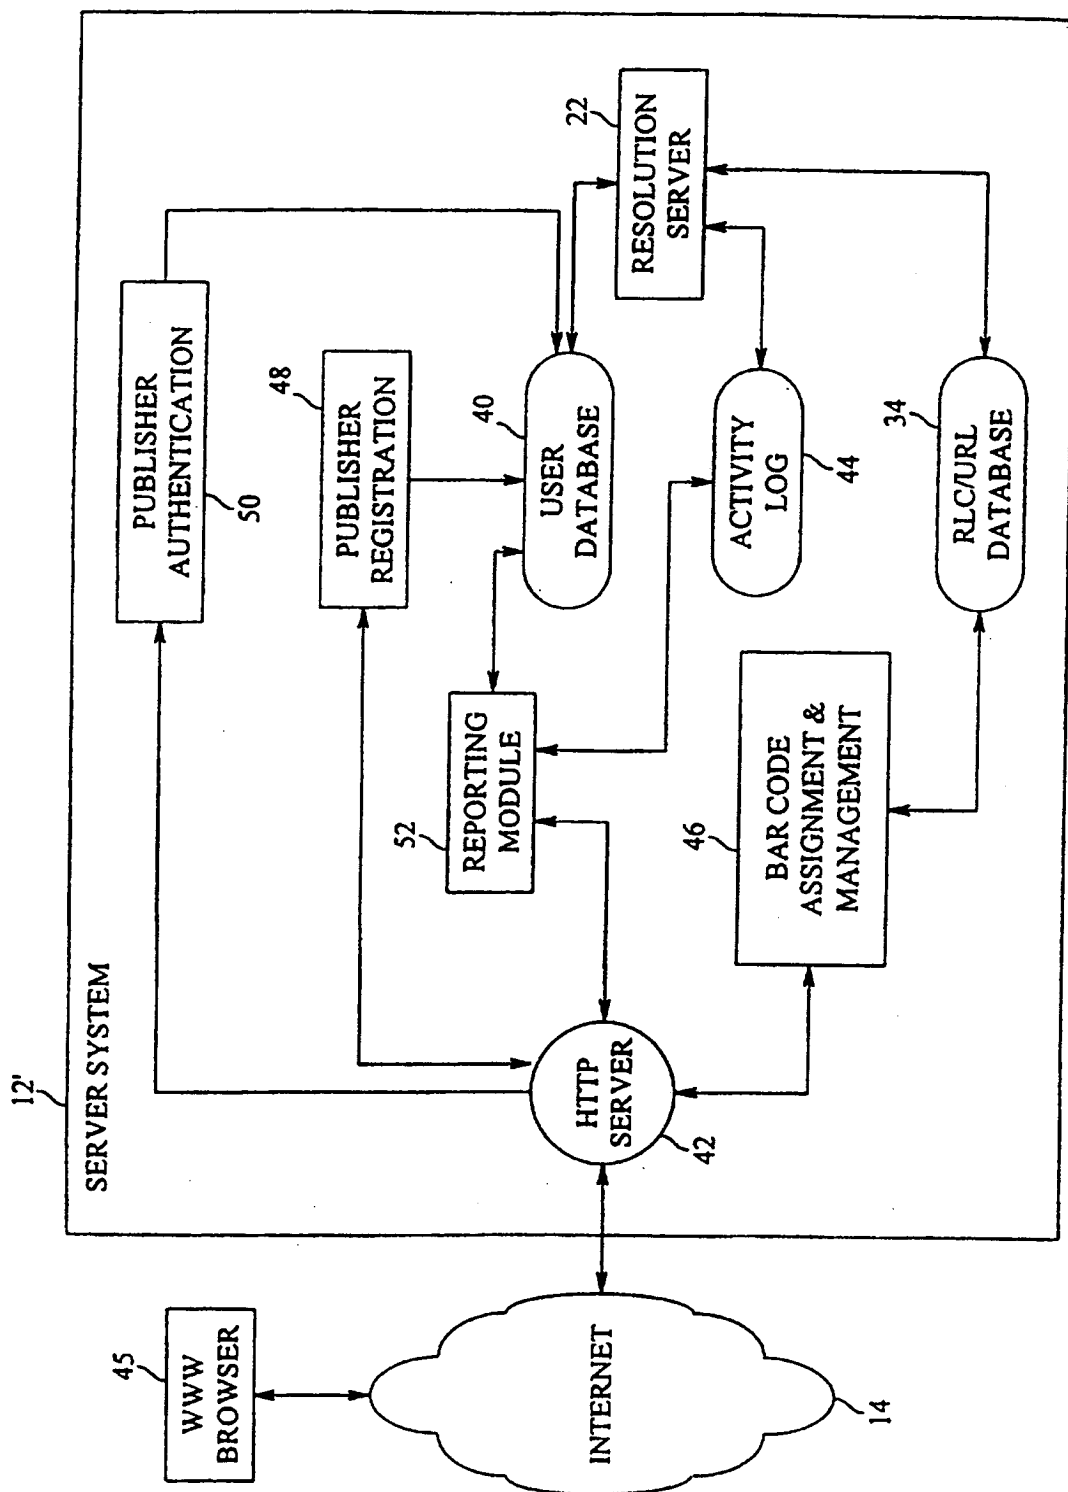 12'
SERVER SYSTEM
45
WWW
BROWSER
INTERNET
14
HTTP
SERVER
42
PUBLISHER
AUTHENTICATION
50
48
PUBLISHER
REGISTRATION
52
REPORTING
MODULE
40
USER
DATABASE
22
RESOLUTION
SERVER
ACTIVITY
LOG
44
46
BAR CODE
ASSIGNMENT &
MANAGEMENT
34
RLC/URL
DATABASE